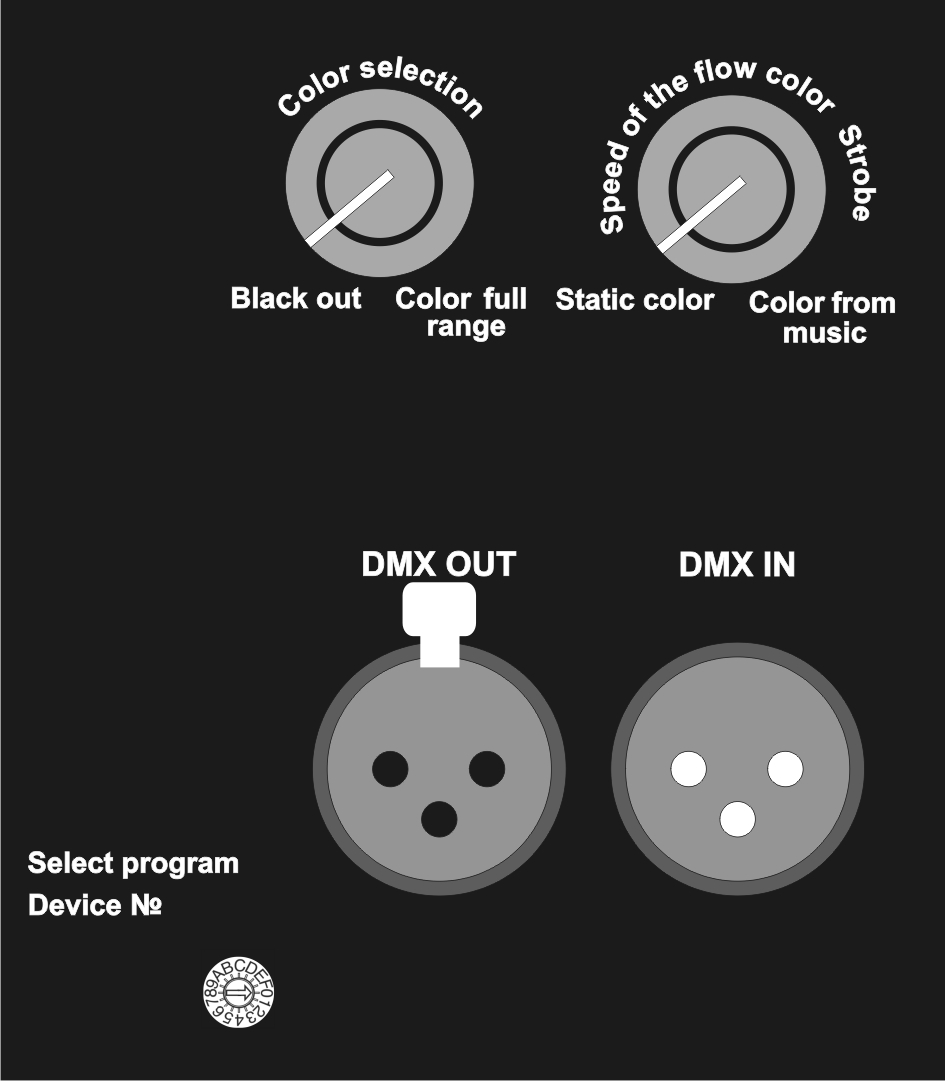 Color selection
Speed of the flow color
Strobe
Black out
Color full
range
Static color
Color from
music
DMX OUT
DMX IN
Select program
Device №
789ABCDEF0123456